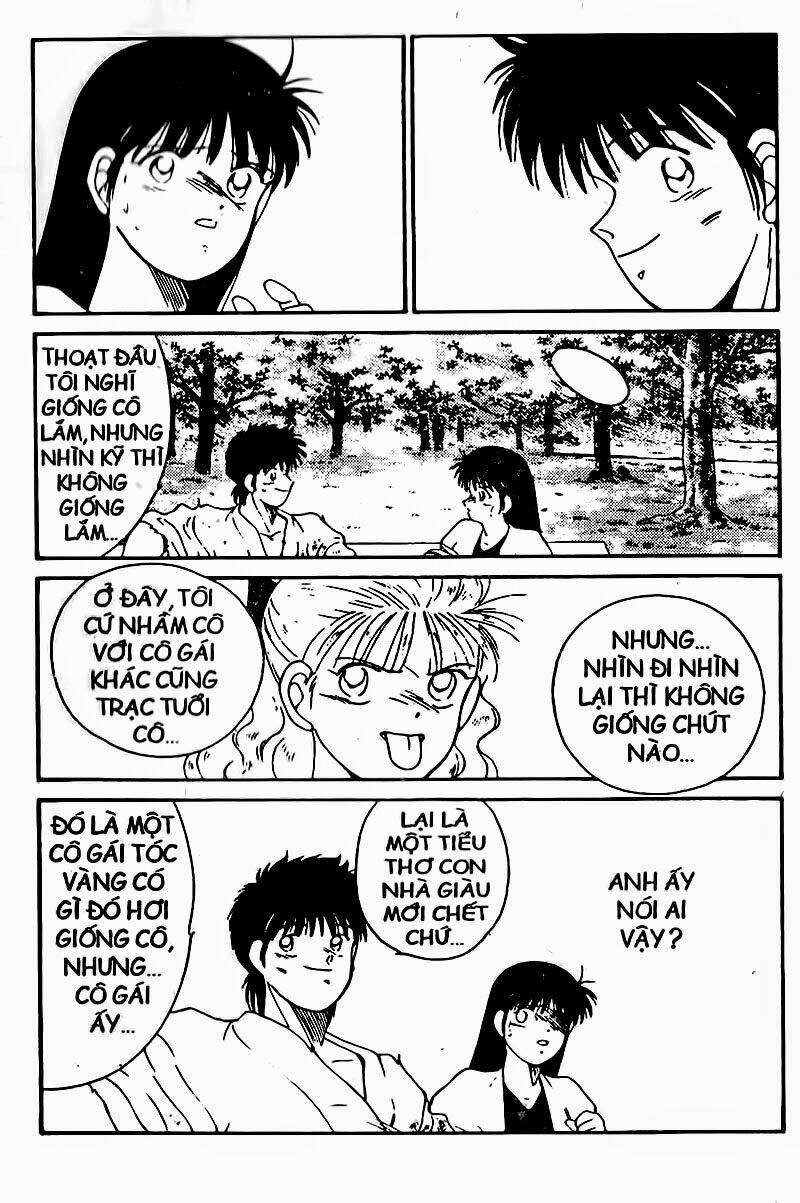 THOẠT ĐẦU
TÔI NGHĨ
GIỐNG CÔ
LẮM, NHƯNG
NHÌN KỸ THÌ
KHÔNG
GIỐNG
LẮM...
Ở ĐÂY, TÔI
CỨ NHẦM CÔ
VỚI CÔ GÁI
KHÁC CŨNG
TRẠC TUỔI
CÔ...
NHƯNG...
NHÌN ĐI NHÌN
LẠI THÌ KHÔNG
GIỐNG CHÚT
NÀO...
ĐÓ LÀ MỘT
CÔ GÁI TÓC
VÀNG CÓ
GÌ ĐÓ HƠI
GIỐNG CÔ,
NHƯNG...
CÔ GÁI
ẤY...
LẠI LÀ
MỘT TIỂU
THƠ CON
NHÀ GIÀU
MỚI CHẾT
CHỨ...
ANH ẤY
NÓI AI
VẬY?